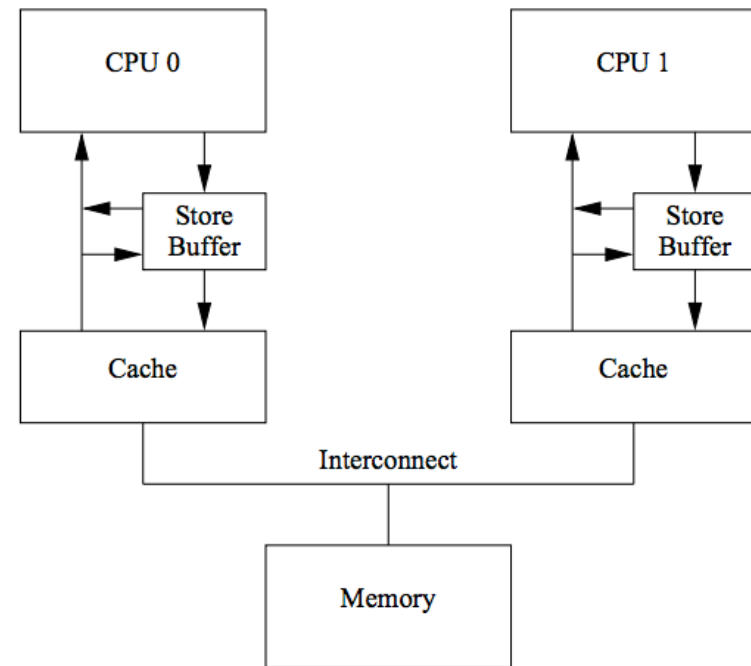 CPU 0
CPU 1
Store
Buffer
Store
Buffer
Cache
Cache
Interconnect
Memory